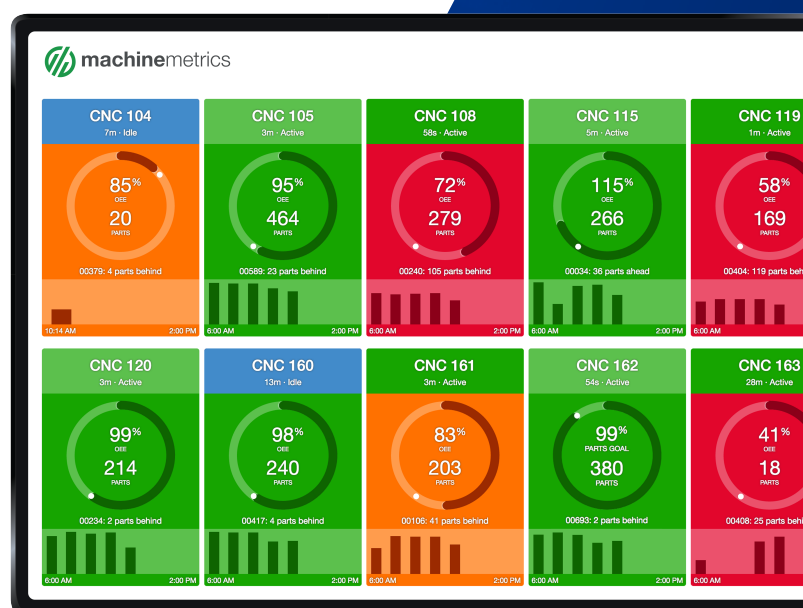 machinemetrics
CNC 104
7m · Idle
85%
OEE
20
PARTS
00379: 4 parts behind
10:14 AM 2:00 PM
CNC 105
3m · Active
95%
OEE
464
PARTS
00589: 23 parts behind
6:00 AM 2:00 PM
CNC 108
58s · Active
72%
OEE
279
PARTS
00240: 105 parts behind
6:00 AM 2:00 PM
CNC 115
5m · Active
115%
OEE
266
PARTS
00034: 36 parts ahead
6:00 AM 2:00 PM
CNC 119
1m · Active
58%
OEE
169
PARTS
00404: 119 parts beh
6:00 AM
CNC 120
3m · Active
99%
OEE
214
PARTS
00234: 2 parts behind
6:00 AM 2:00 PM
CNC 160
13m · Idle
98%
OEE
240
PARTS
00417: 4 parts behind
6:00 AM 2:00 PM
CNC 161
3m · Active
83%
OEE
203
PARTS
00106: 41 parts behind
6:00 AM 2:00 PM
CNC 162
54s · Active
99%
PARTS GOAL
380
PARTS
00693: 2 parts behind
6:00 AM 2:00 PM
CNC 163
28m · Active
41%
OEE
18
PARTS
00408: 25 parts behi
6:00 AM